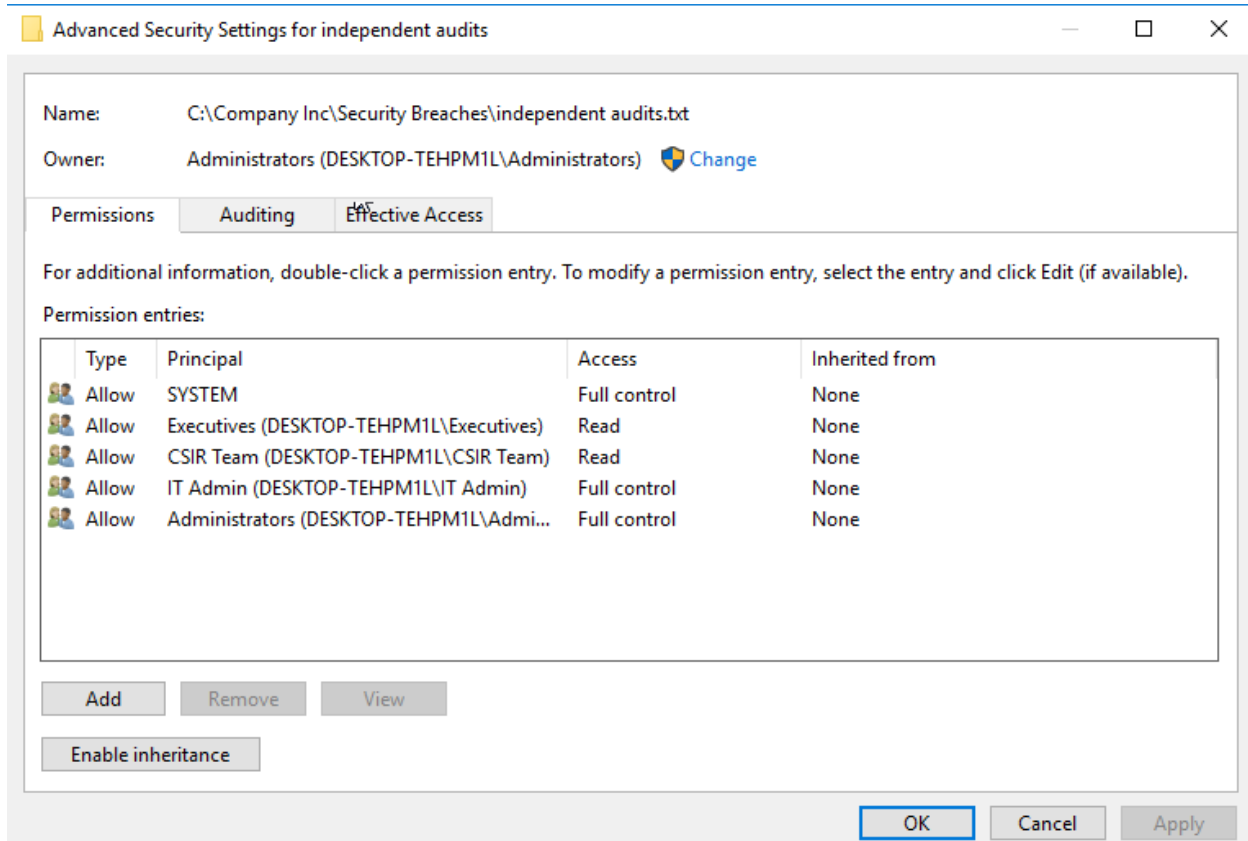 Advanced Security Settings for independent audits
Name: C:\Company Inc\Security Breaches\independent audits.txt
Owner: Administrators (DESKTOP-TEHPM1L\Administrators) Change
Permissions Auditing Effective Access
For additional information, double-click a permission entry. To modify a permission entry, select the entry and click Edit (if available).
Permission entries:
Type Principal Access Inherited from
Allow SYSTEM Full control None
Allow Executives (DESKTOP-TEHPM1L\Executives) Read None
Allow CSIR Team (DESKTOP-TEHPM1L\CSIR Team) Read None
Allow IT Admin (DESKTOP-TEHPM1L\IT Admin) Full control None
Allow Administrators (DESKTOP-TEHPM1L\Admi... Full control None
Add Remove View
Enable inheritance
OK Cancel Apply